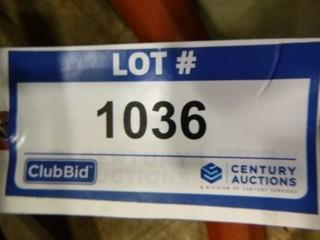 LOT #
1036
ClubBid
CENTURY
AUCTIONS
A DIVISION OF CENTURY SERVICES